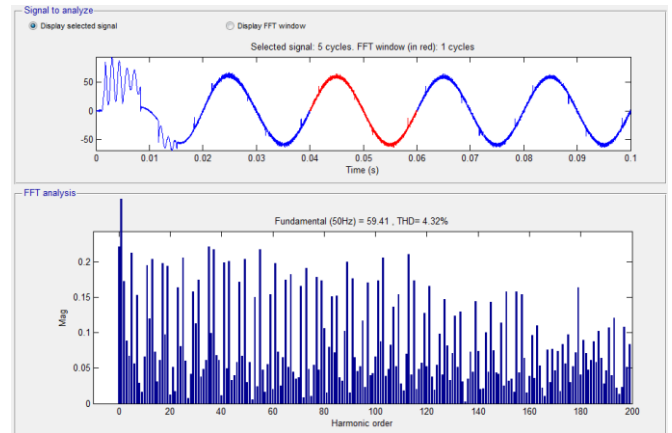 Signal to analyze
Display selected signal
Display FFT window
Selected signal: 5 cycles. FFT window (in red): 1 cycles
50
0
-50
0 0.01 0.02 0.03 0.04 0.05 0.06 0.07 0.08 0.09 0.1
Time (s)
FFT analysis
Fundamental (50Hz) = 59.41 , THD= 4.32%
0.2
0.15
0.1
0.05
0
Mag
0 20 40 60 80 100 120 140 160 180 200
Harmonic order